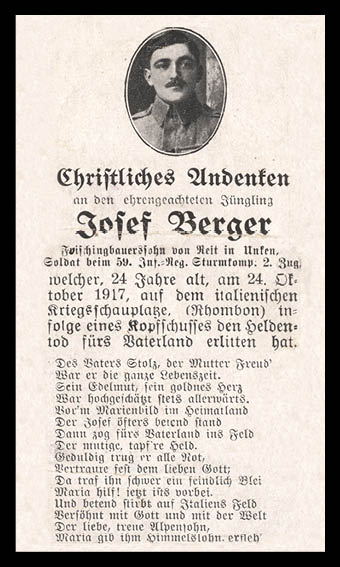 Christliches Andenken
an den ehrengeachteten Jüngling
Josef Berger
Foischingbauerssohn von Reit in Unken,
Soldat beim 59. Inf.-Reg. Sturmkomp: 2. Zug
welcher, 24 Jahre alt, am 24. Ok-
tober 1917, auf dem italienischen
Kriegsschauplatze, (Rhombon) in-
folge eines Kopfschusses den Helden-
tod fürs Vaterland erlitten hat.
Des Vaters Stolz, der Mutter Freud'
War er die ganze Lebenszeit.
Sein Edelmut, sein goldnes Herz
War hochgeschätzt stets allerwärts.
Vor'm Marienbild im Heimatland
Der Josef öfters betend stand
Dann zog fürs Vaterland ins Feld
Der mutige, tapf're Held.
Geduldig trug er alle Not,
Vertraute fest dem lieben Gott;
Da traf ihn schwer ein feindlich Blei
Maria hilf! jetzt ists vorbei.
Und betend stirbt auf Italiens Feld
Versöhnt mit Gott und mit der Welt
Der liebe, treue Alpensohn,
Maria gib ihm Himmelslohn.